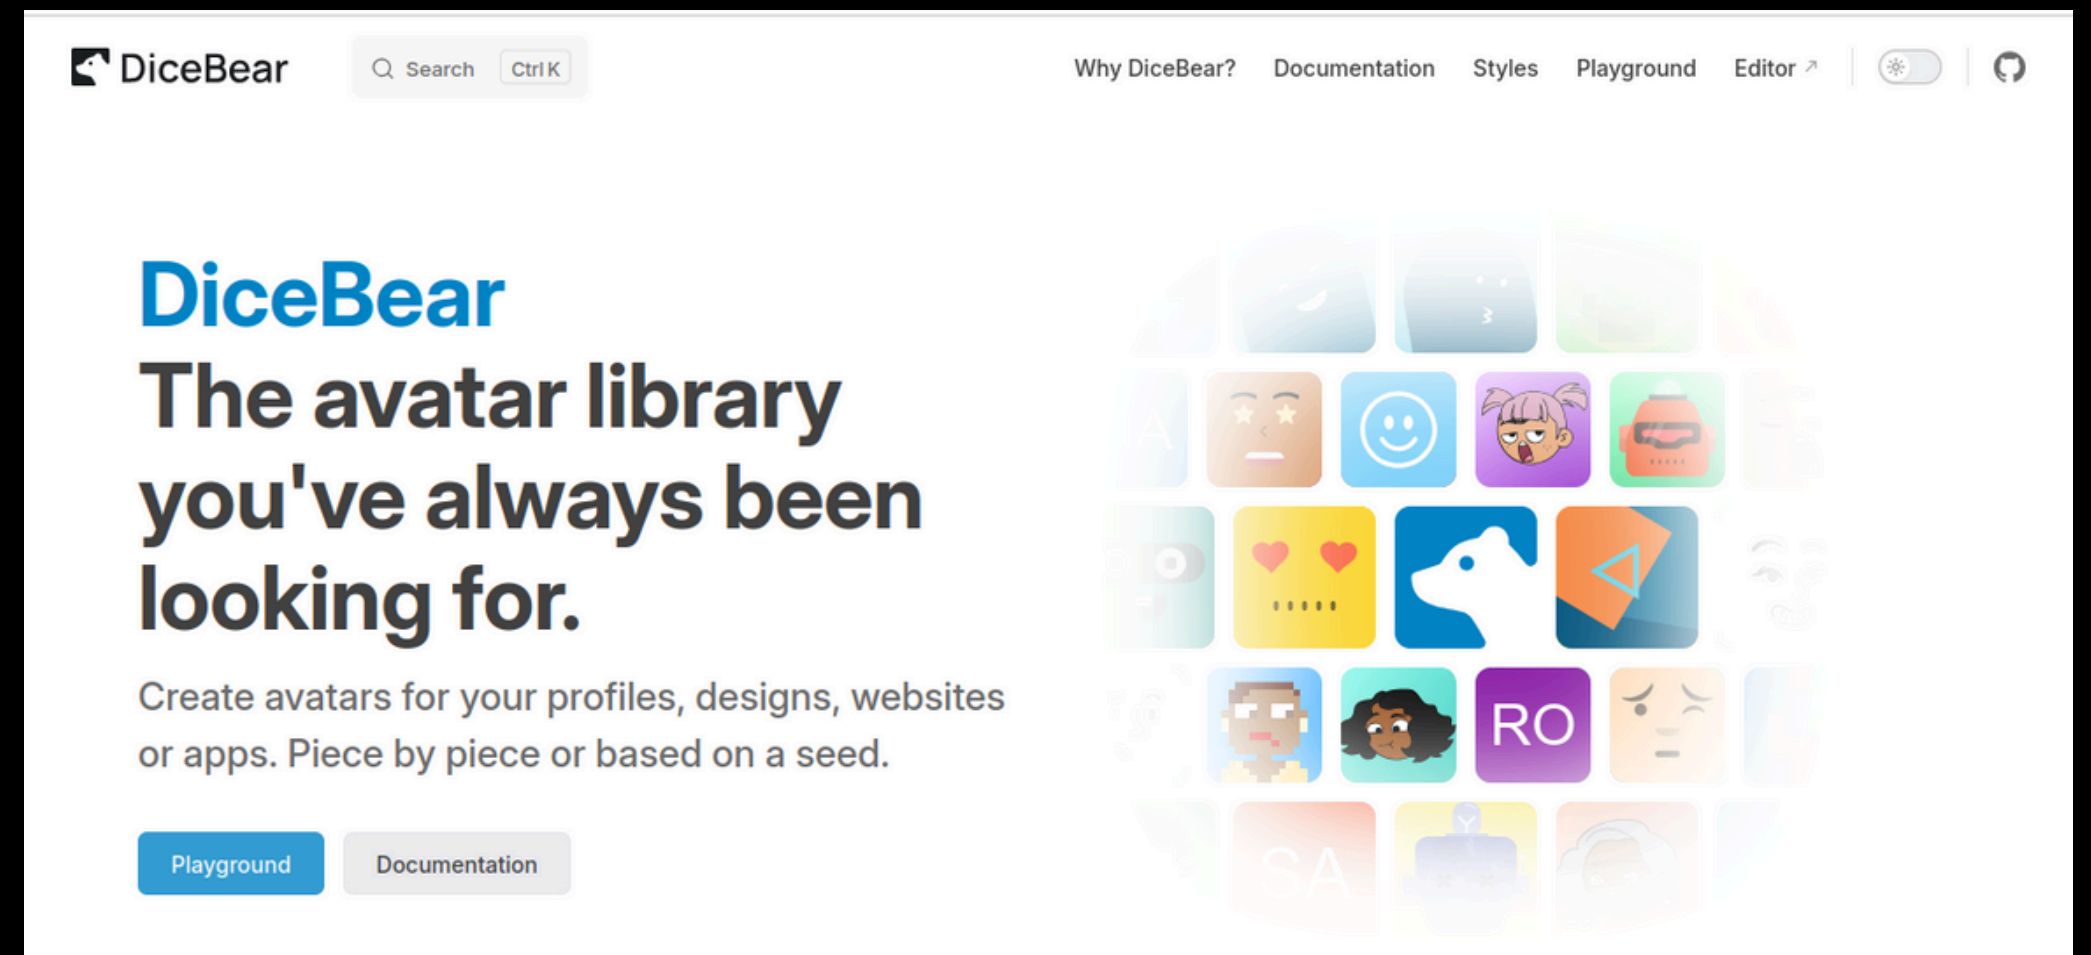 DiceBear
Search Ctrl K
Why DiceBear? Documentation Styles Playground Editor
DiceBear
The avatar library
you've always been
looking for.
Create avatars for your profiles, designs, websites
or apps. Piece by piece or based on a seed.
Playground Documentation
A
RO
SA
Y